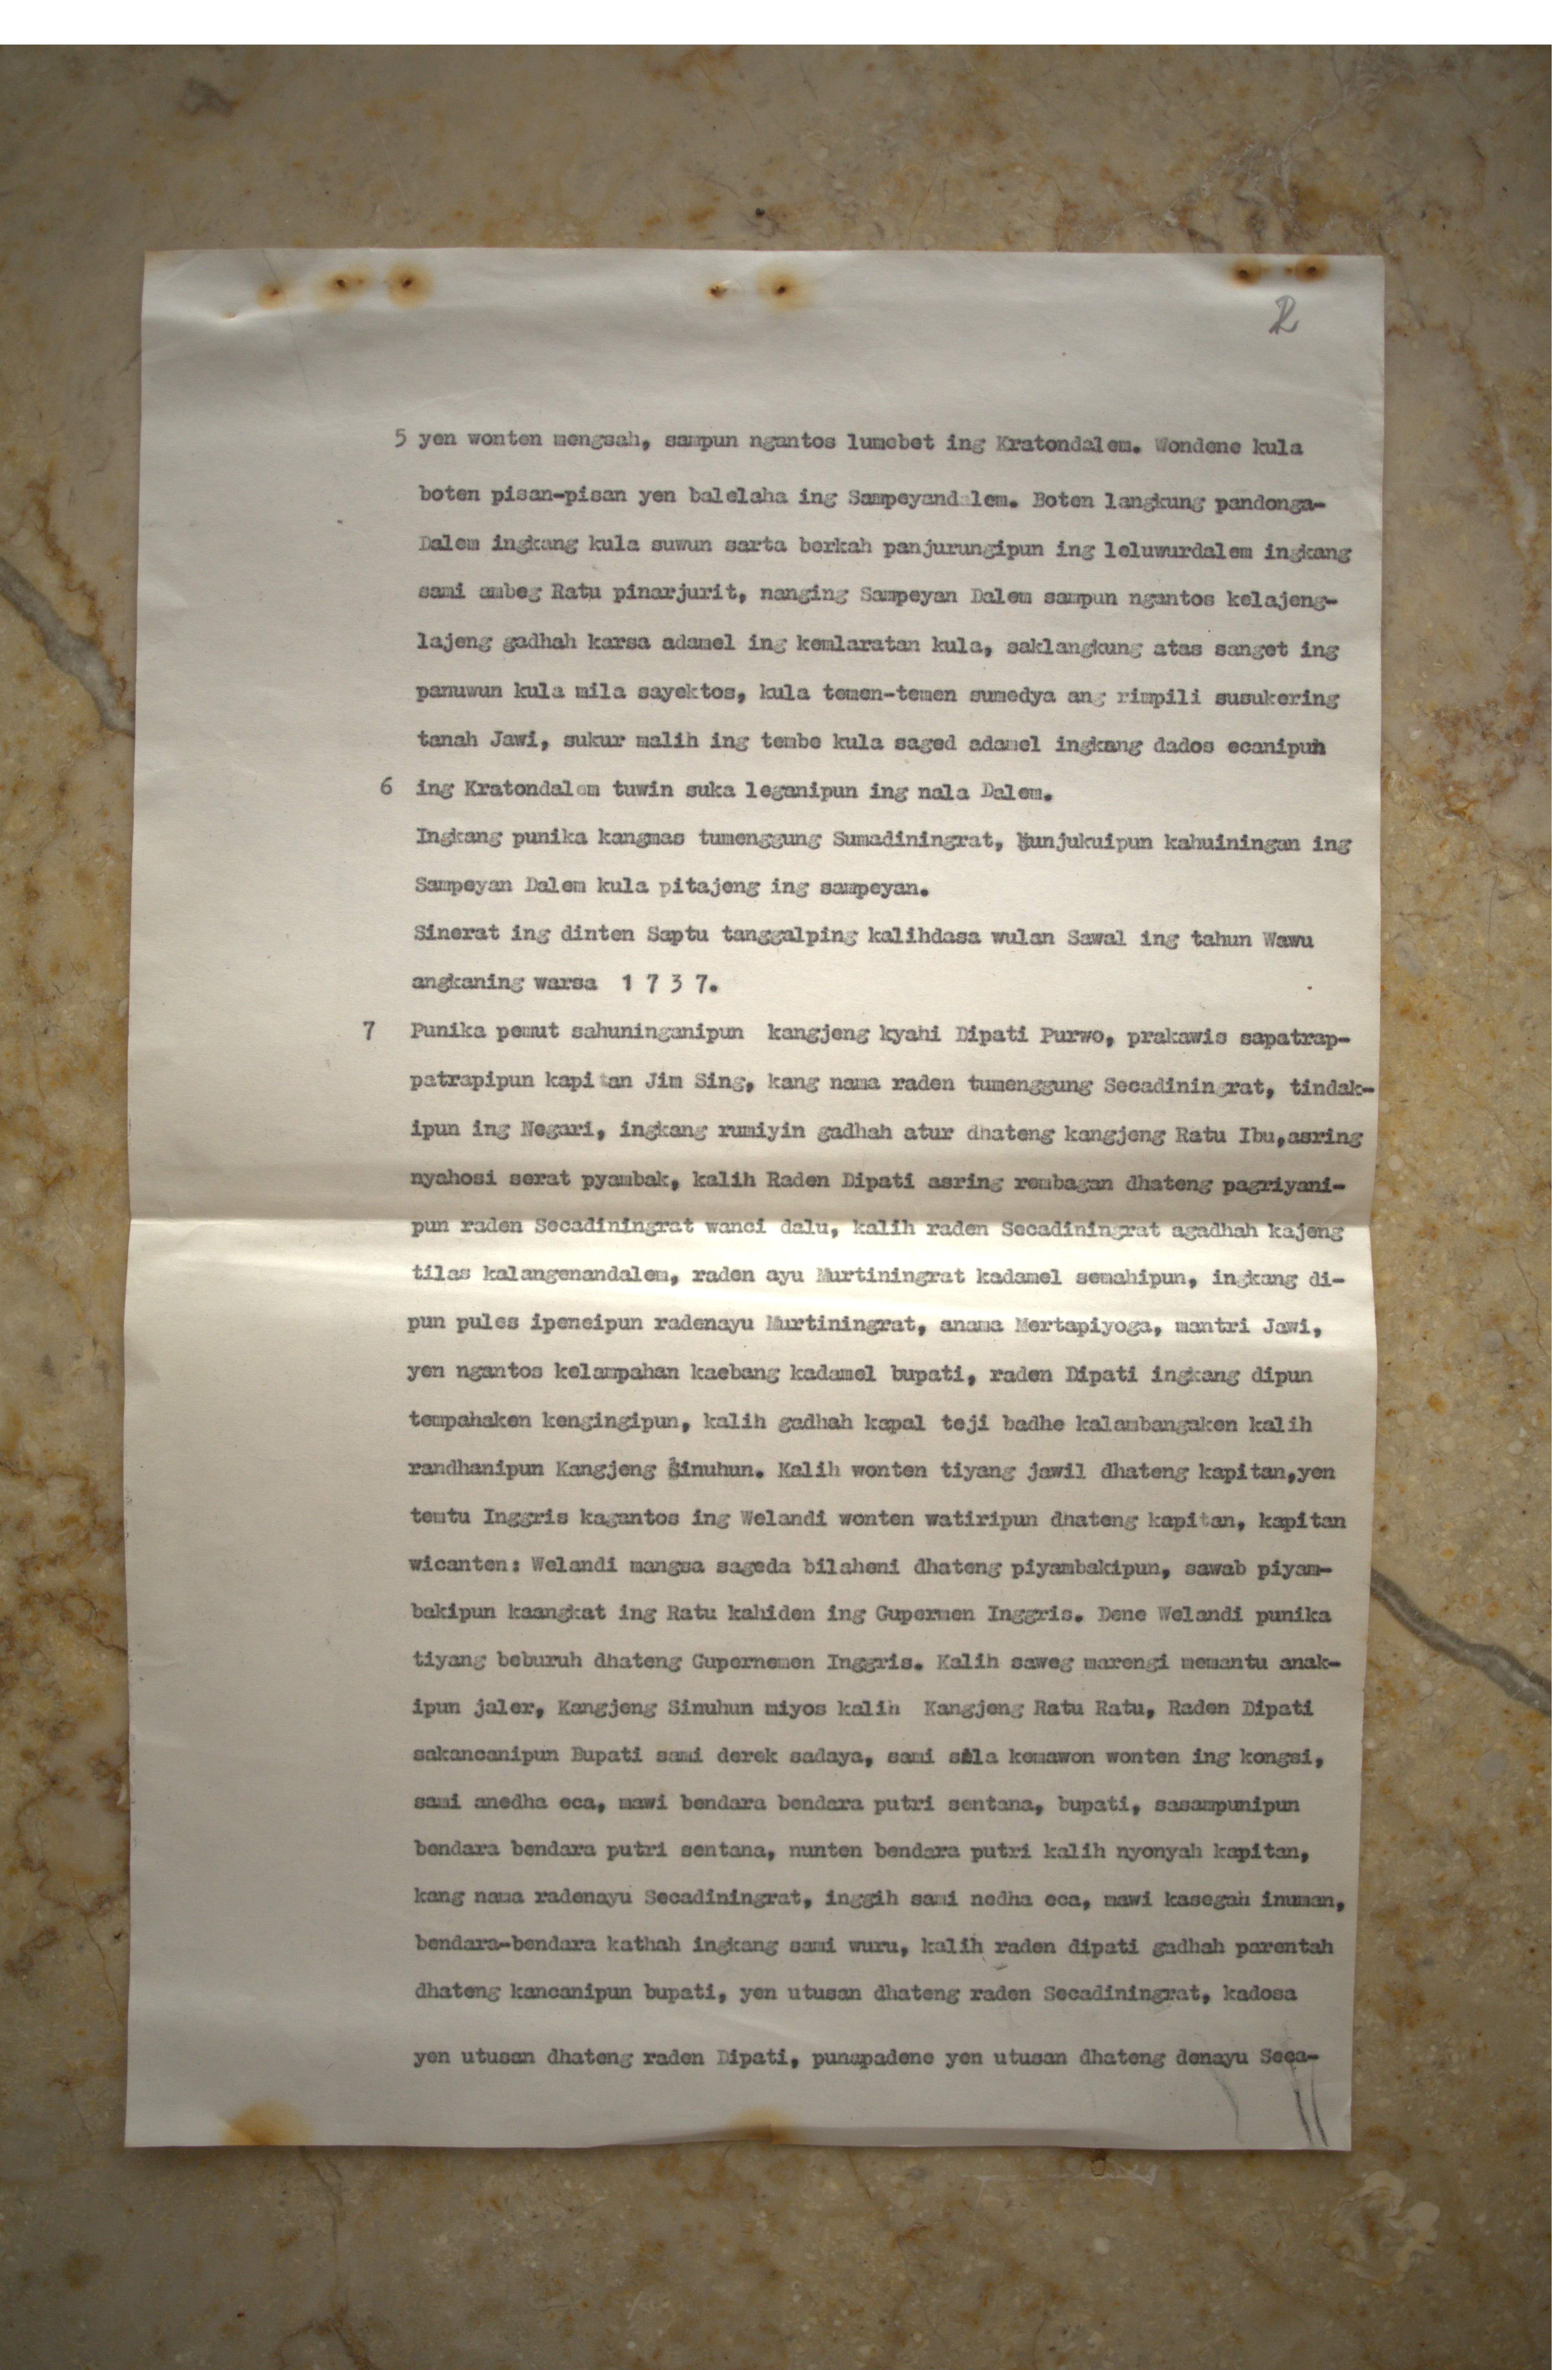 R
5 yen wonten mengsah, sampun ngantos lumebet ing Kratondalem. Wondene kula
boten pisan-pisan yen balelaha ing Sampeyandalem. Boten langkung pandonga-
Dalem ingkang kula suwun sarta berkah panjurungipun ing leluwurdalem ingkang
sami ambeg Ratu pinarjurit, nanging Sampeyan Dalem sampun ngantos kelajeng-
lajeng gadhah karsa adamel ing kemlaratan kula, saklangkung atas sanget ing
panuwun kula mila sayektos, kula temen-temen sumedya ang rimpili susukering
tanah Jawi, sukur malih ing tembe kula saged adamel ingkang dados ecanipun
6 ing Kratondalem tuwin suka leganipun ing nala Dalem.
Ingkang punika kangmas tumenggung Sumadiningrat, Kunjukuipun kahuiningan ing
Sampeyan Dalem kula pitajeng ing sampeyan.
Sinerat ing dinten Saptu tanggalping kalihdasa wulan Sawal ing tahun Wawu
angkaning warsa 1 7 3 7.
7 Punika pemut sahuninganipun kangjeng kyahi Dipati Purwo, prakawis sapatrap-
patrapipun kapitan Jim Sing, kang nama raden tumenggung Secadiningrat, tindak-
ipun ing Negari, ingkang rumiyin gadhah atur dhateng kangjeng Ratu Ibu,asring
nyahosi serat pyambak, kalih Raden Dipati asring rembagan dhateng pagriyani-
pun raden Secadiningrat wanci dalu, kalih raden Secadiningrat agadhah kajeng
tilas kalangenandalem, raden ayu Murtiningrat kadamel semahipun, ingkang di-
pun pules ipeneipun radenayu Murtiningrat, anama Mertapiyoga, mantri Jawi,
yen ngantos kelampahan kaebang kadamel bupati, raden Dipati ingkang dipun
tempahaken kengingipun, kalih gadhah kapal teji badhe kalambangaken kalih
randhanipun Kangjeng Sinuhun. Kalih wonten tiyang jawil dhateng kapitan,yen
temtu Inggris kagantos ing Welandi wonten watiripun dhateng kapitan, kapitan
wicanten: Welandi mangsa sageda bilaheni dhateng piyambakipun, sawab piyam-
bakipun kaangkat ing Ratu kahiden ing Gupermen Inggris. Dene Welandi punika
tiyang beburuh dhateng Gupernemen Inggris. Kalih saweg marengi memantu anak-
ipun jaler, Kangjeng Sinuhun miyos kalih Kangjeng Ratu Ratu, Raden Dipati
sakancanipun Bupati sami derek sadaya, sami sila kemawon wonten ing kongsi,
sami anedha eca, mawi bendara bendara putri sentana, bupati, sasampunipun
bendara bendara putri sentana, nunten bendara putri kalih nyonyah kapitan,
kang nama radenayu Secadiningrat, inggih sami nedha eca, mawi kasegah inuman,
bendara-bendara kathah ingkang sami wuru, kalih raden dipati gadhah parentah
dhateng kancanipun bupati, yen utusan dhateng raden Secadiningrat, kadosa
yen utusan dhateng raden Dipati, punapadene yen utusan dhateng denayu Seca-